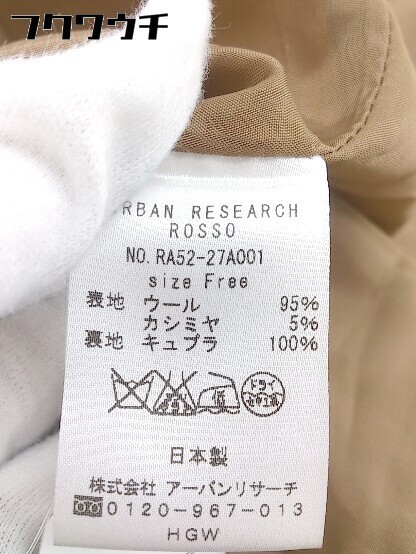 フクウクチ
RBAN RESEARCH
ROSSO
NO. RA52-27A001
size Free
表地 ウール 95%
カシミヤ 5%
裏地 キュプラ 100%
ドライ
日本製
株式会社 アーバンリサーチ
0120-967-013
HGW